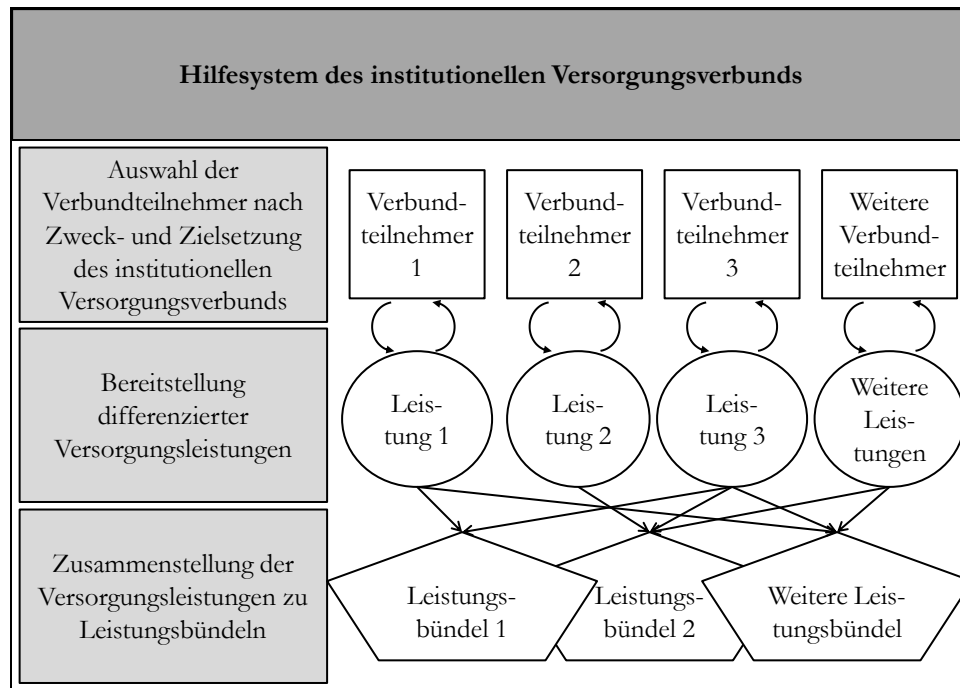 Hilfesystem des institutionellen Versorgungsverbunds
Auswahl der
Verbundteilnehmer nach
Zweck- und Zielsetzung
des institutionellen
Versorgungsverbunds
Verbund-
teilnehmer
1
Verbund-
teilnehmer
2
Verbund-
teilnehmer
3
Weitere
Verbund-
teilnehmer
Bereitstellung
differenzierter
Versorgungsleistungen
Leis-
tung 1
Leis-
tung 2
Leis-
tung 3
Weitere
Leis-
tungen
Zusammenstellung der
Versorgungsleistungen zu
Leistungsbündeln
Leistungs-
bündel 1
Leistungs-
bündel 2
Weitere Leis-
tungsbündel